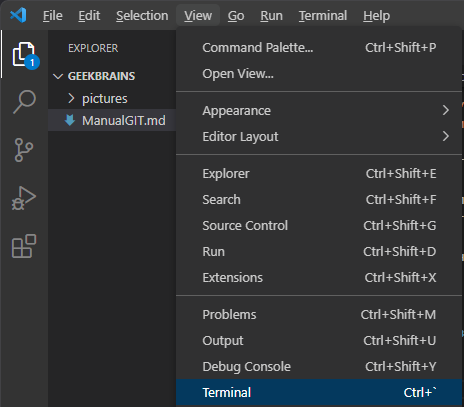 File Edit Selection View Go Run Terminal Help
EXPLORER
1
GEEKBRAINS
pictures
ManualGIT.md
Command Palette... Ctrl+Shift+P
Open View...
Appearance
Editor Layout
Explorer Ctrl+Shift+E
Search Ctrl+Shift+F
Source Control Ctrl+Shift+G
Run Ctrl+Shift+D
Extensions Ctrl+Shift+X
Problems Ctrl+Shift+M
Output Ctrl+Shift+U
Debug Console Ctrl+Shift+Y
Terminal Ctrl+`